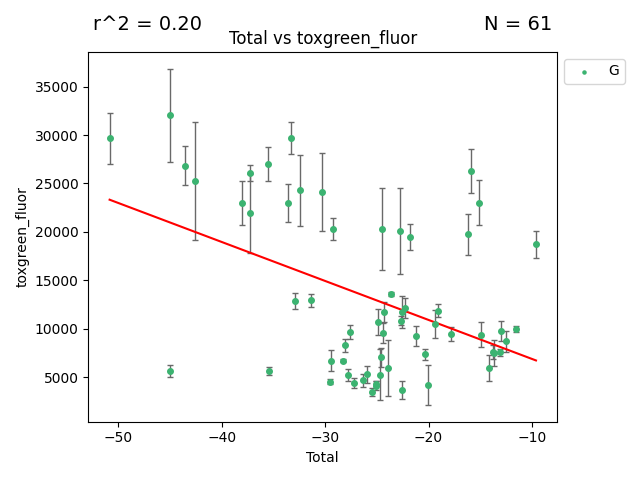 r^2 = 0.20
N = 61
Total vs toxgreen_fluor
G
35000
30000
25000
20000
15000
10000
5000
toxgreen_fluor
−50
−40
−30
−20
−10
Total